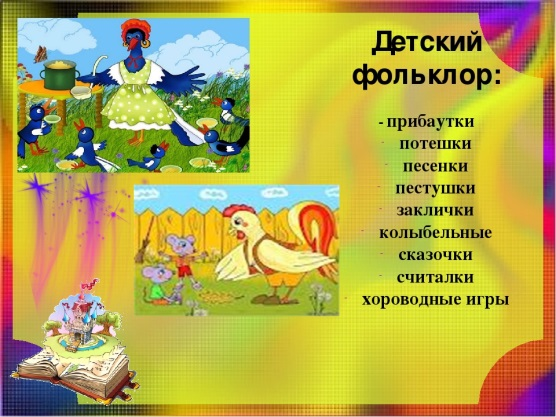 Детский
фольклор:
- прибаутки
- потешки
- песенки
- пестушки
- заклички
- колыбельные
- сказочки
- считалки
- хороводные игры